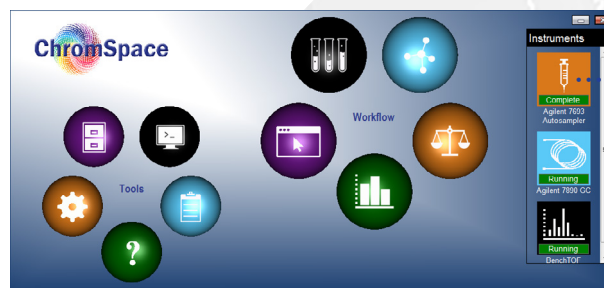 ChromSpace
Workflow
Tools
?
Instruments
Complete
Agilent 7693
Autosampler
Running
Agilent 7890 GC
Running
BenchTOF